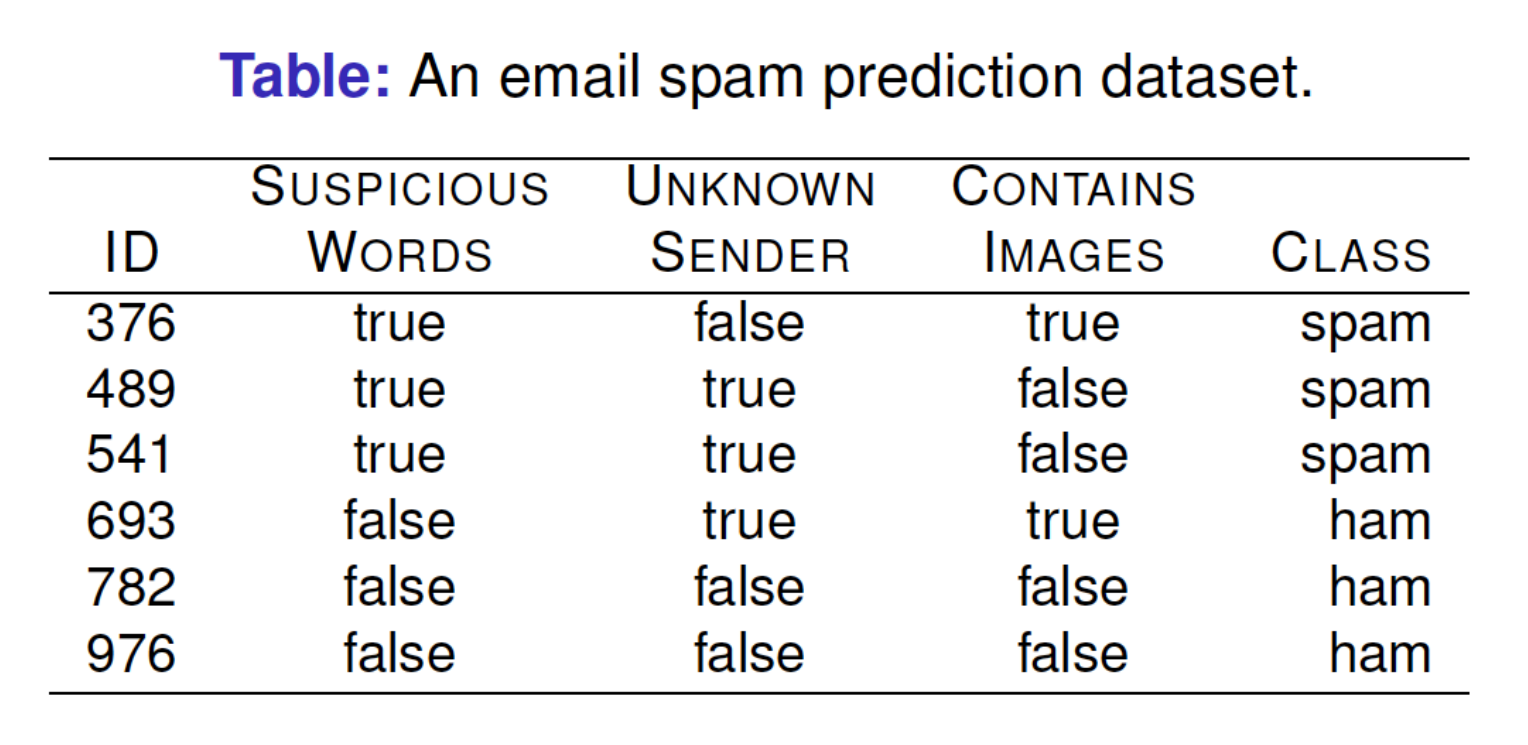 Table: An email spam prediction dataset.
SUSPICIOUS UNKNOWN CONTAINS
ID WORDS SENDER IMAGES CLASS
376 true false true spam
489 true true false spam
541 true true false spam
693 false true true ham
782 false false false ham
976 false false false ham